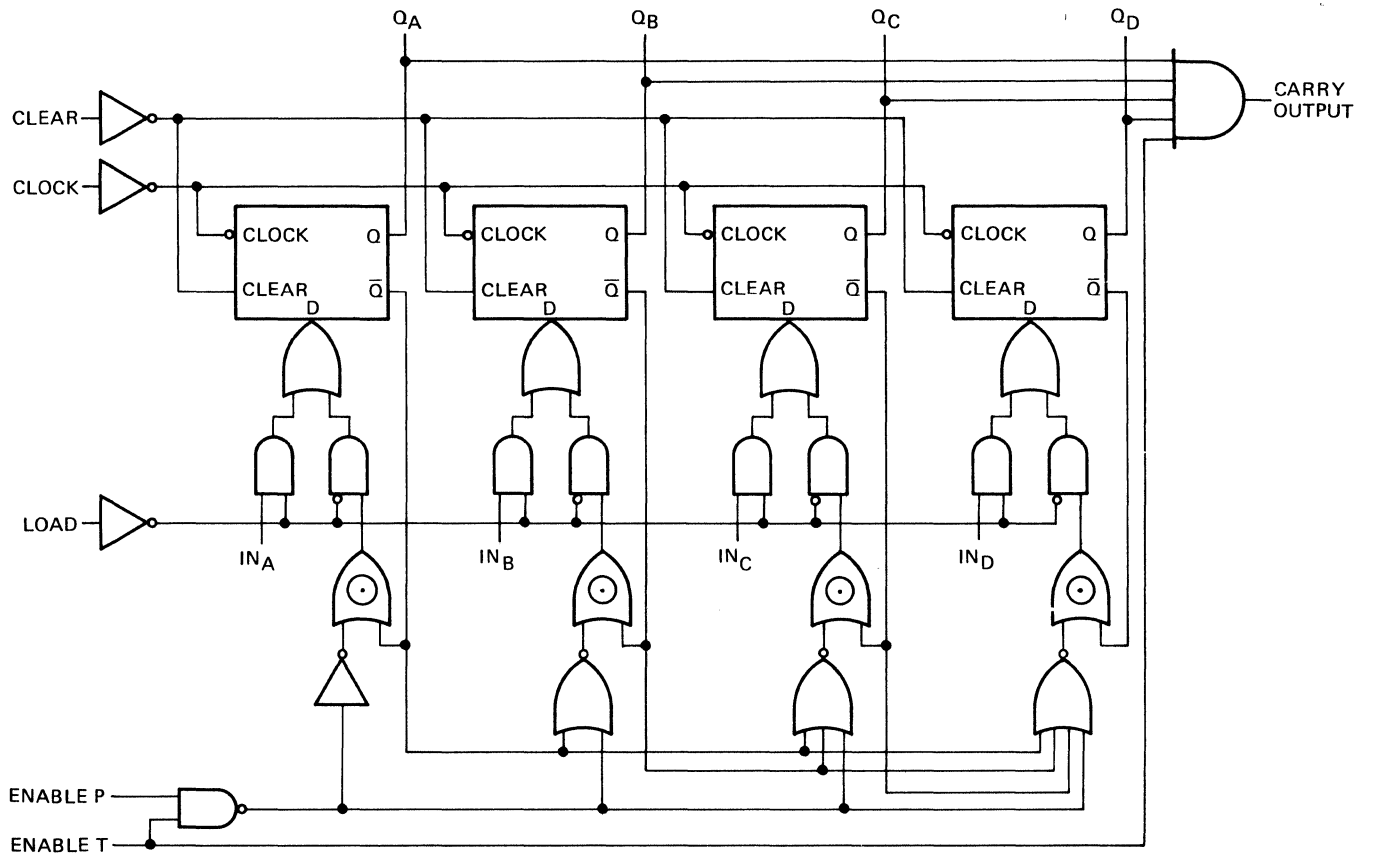 QA
QB
QC
QD
CLEAR
CARRY
OUTPUT
CLOCK
CLOCK Q
CLEAR Q̅
D
CLOCK Q
CLEAR Q̅
D
CLOCK Q
CLEAR Q̅
D
CLOCK Q
CLEAR Q̅
D
LOAD
INA
INB
INC
IND
ENABLE P
ENABLE T